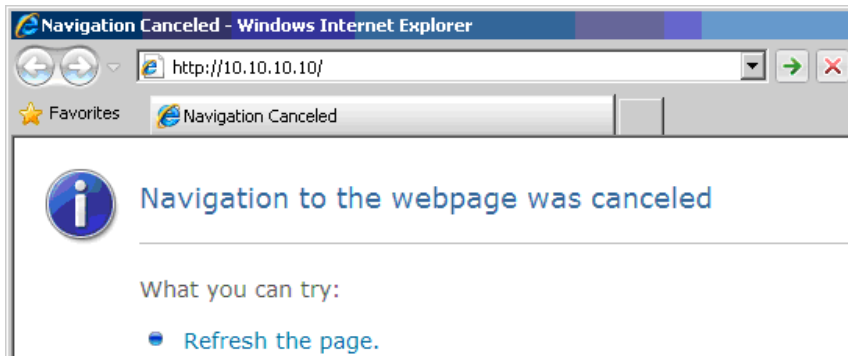 Navigation Canceled - Windows Internet Explorer
http://10.10.10.10/
Favorites Navigation Canceled
Navigation to the webpage was canceled
What you can try:
Refresh the page.